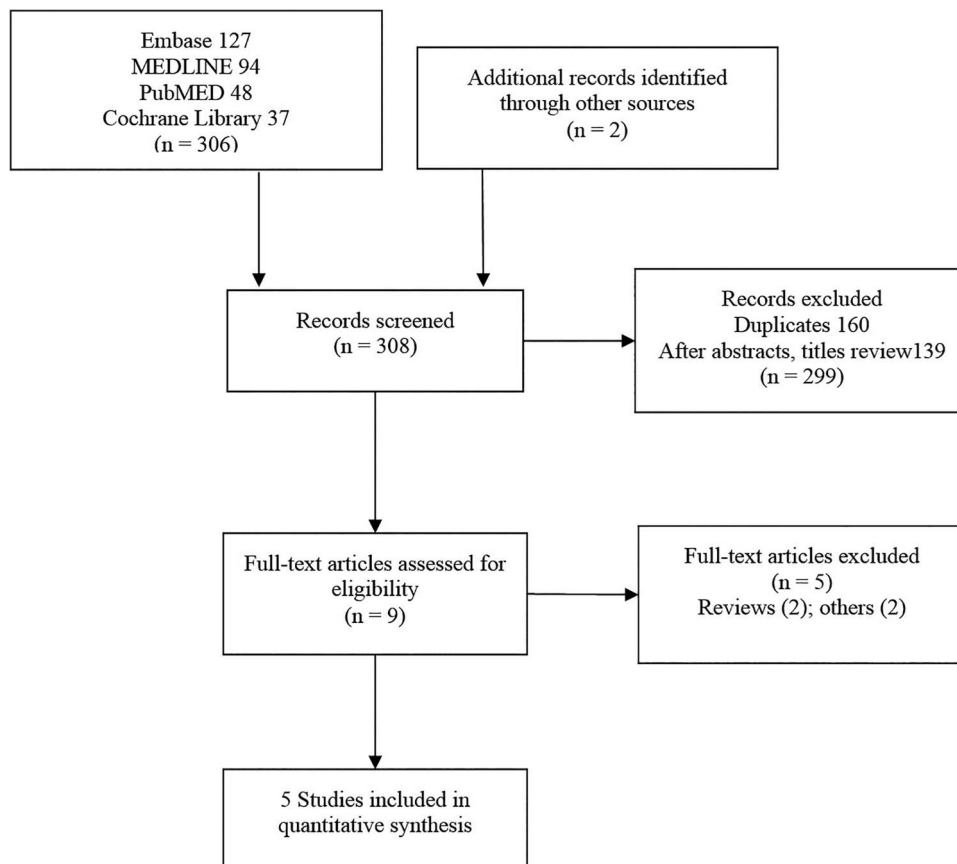 Embase 127
MEDLINE 94
PubMED 48
Cochrane Library 37
(n = 306)
Additional records identified
through other sources
(n = 2)
Records screened
(n = 308)
Records excluded
Duplicates 160
After abstracts, titles review139
(n = 299)
Full-text articles assessed for
eligibility
(n = 9)
Full-text articles excluded
(n = 5)
Reviews (2); others (2)
5 Studies included in
quantitative synthesis